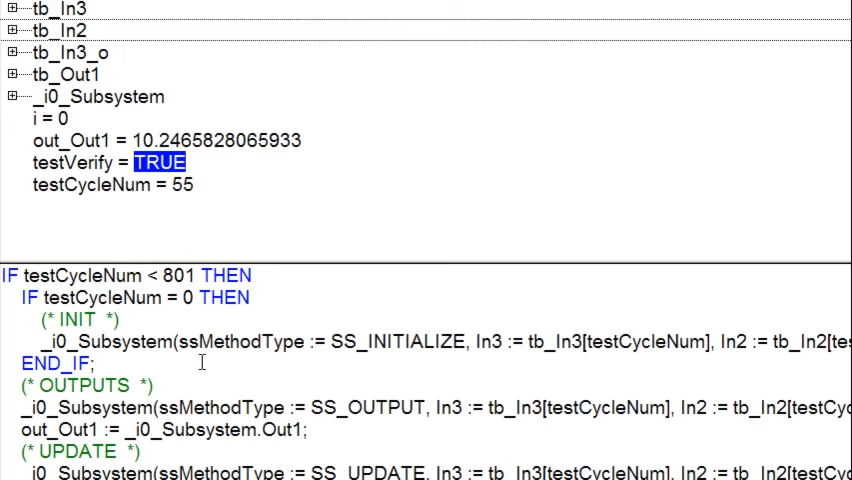 tb_In3
tb_In2
tb_In3_o
tb_Out1
_i0_Subsystem
i = 0
out_Out1 = 10.2465828065933
testVerify = TRUE
testCycleNum = 55
IF testCycleNum < 801 THEN
IF testCycleNum = 0 THEN
(* INIT *)
_i0_Subsystem(ssMethodType := SS_INITIALIZE, In3 := tb_In3[testCycleNum], In2 := tb_In2[tes
END_IF;
(* OUTPUTS *)
_i0_Subsystem(ssMethodType := SS_OUTPUT, In3 := tb_In3[testCycleNum], In2 := tb_In2[testCyc
out_Out1 := _i0_Subsystem.Out1;
(* UPDATE *)
_i0_Subsystem(ssMethodType := SS_UPDATE, In3 := tb_In3[testCycleNum], In2 := tb_In2[testCyc